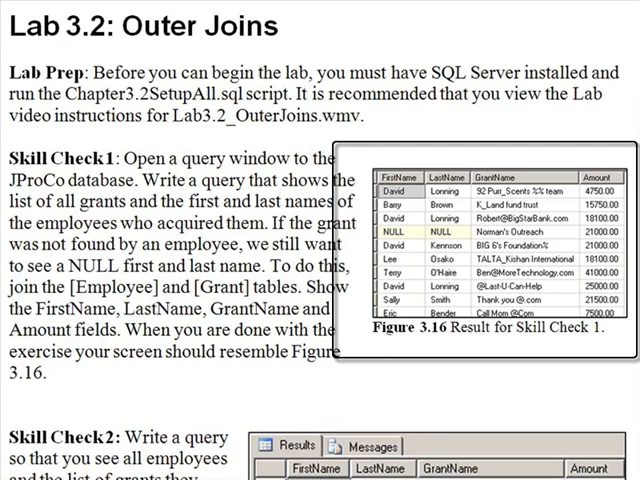 Lab 3.2: Outer Joins
Lab Prep: Before you can begin the lab, you must have SQL Server installed and
run the Chapter3.2SetupAll.sql script. It is recommended that you view the Lab
video instructions for Lab3.2_OuterJoins.wmv.
Skill Check1: Open a query window to the
JProCo database. Write a query that shows the
list of all grants and the first and last names of
the employees who acquired them. If the grant
was not found by an employee, we still want
to see a NULL first and last name. To do this,
join the [Employee] and [Grant] tables. Show
the FirstName, LastName, GrantName and
Amount fields. When you are done with the
exercise your screen should resemble Figure
3.16.
FirstName LastName GrantName Amount
David Lonning 92 Purr_Scents %% team 4750.00
Barry Brown K_Land fund trust 15750.00
David Lonning Robert@BigStarBank.com 18100.00
NULL NULL Norman's Outreach 21000.00
David Kennson BIG 6's Foundation% 21000.00
Lee Osako TALTA_Kishan International 18100.00
Terry O'Haire Ben@MoreTechnology.com 41000.00
David Lonning @Last-U-Can-Help 25000.00
Sally Smith Thank you @.com 21500.00
Eric Bender Call Mom @Com 7500.00
Figure 3.16 Result for Skill Check 1.
Skill Check2: Write a query
so that you see all employees
and the list of grants they
Results Messages
FirstName LastName GrantName Amount